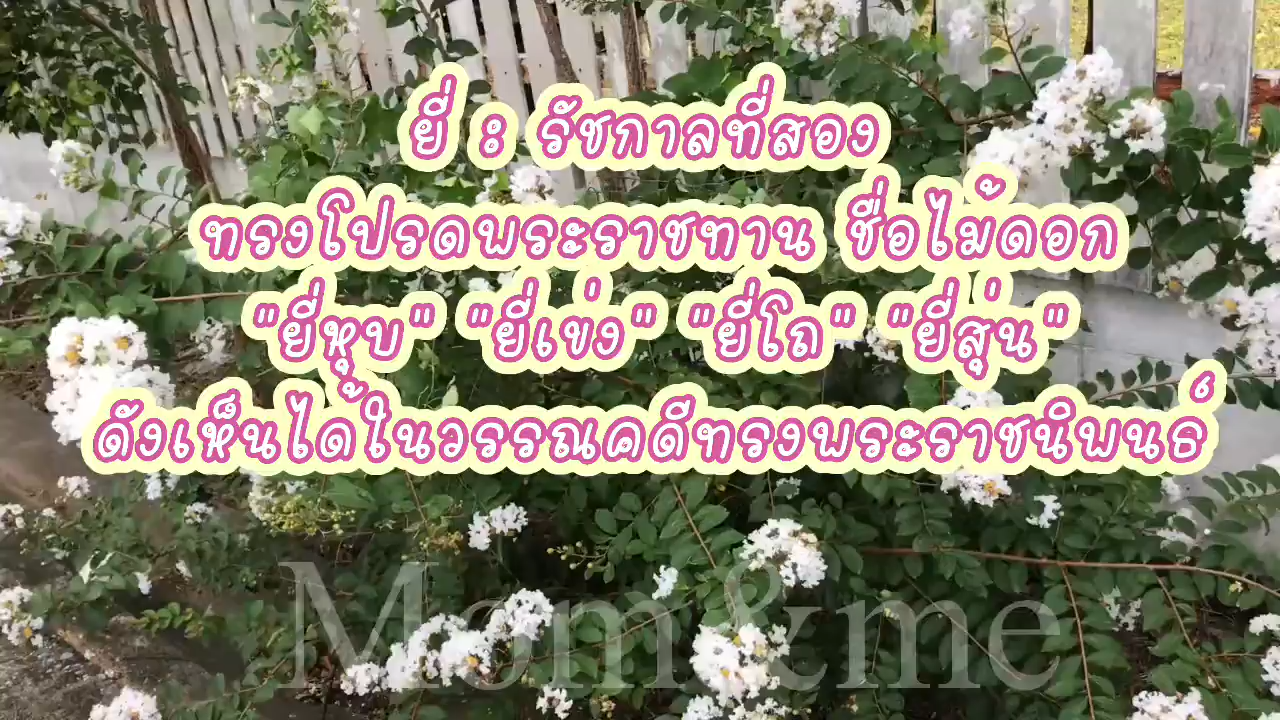 ยี่ : รัชกาลที่สอง
ทรงโปรดพระราชทาน ชื่อไม้ดอก
"ยี่หุบ" "ยี่เข่ง" "ยี่โถ" "ยี่สุ่น"
ดังเห็นได้ในวรรณคดีทรงพระราชนิพนธ์
Mom&me